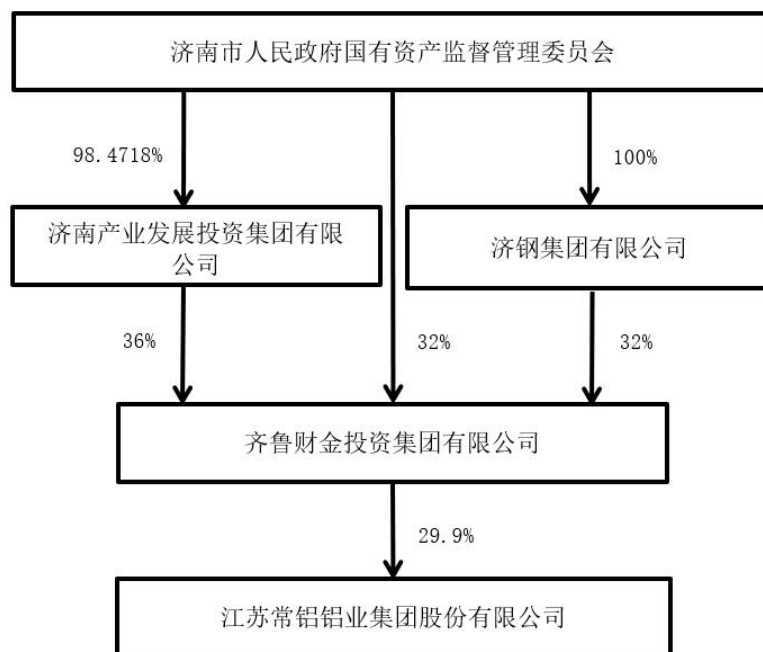 济南市人民政府国有资产监督管理委员会
98.4718%
100%
济南产业发展投资集团有限
公司
济钢集团有限公司
36%
32%
32%
齐鲁财金投资集团有限公司
29.9%
江苏常铝铝业集团股份有限公司